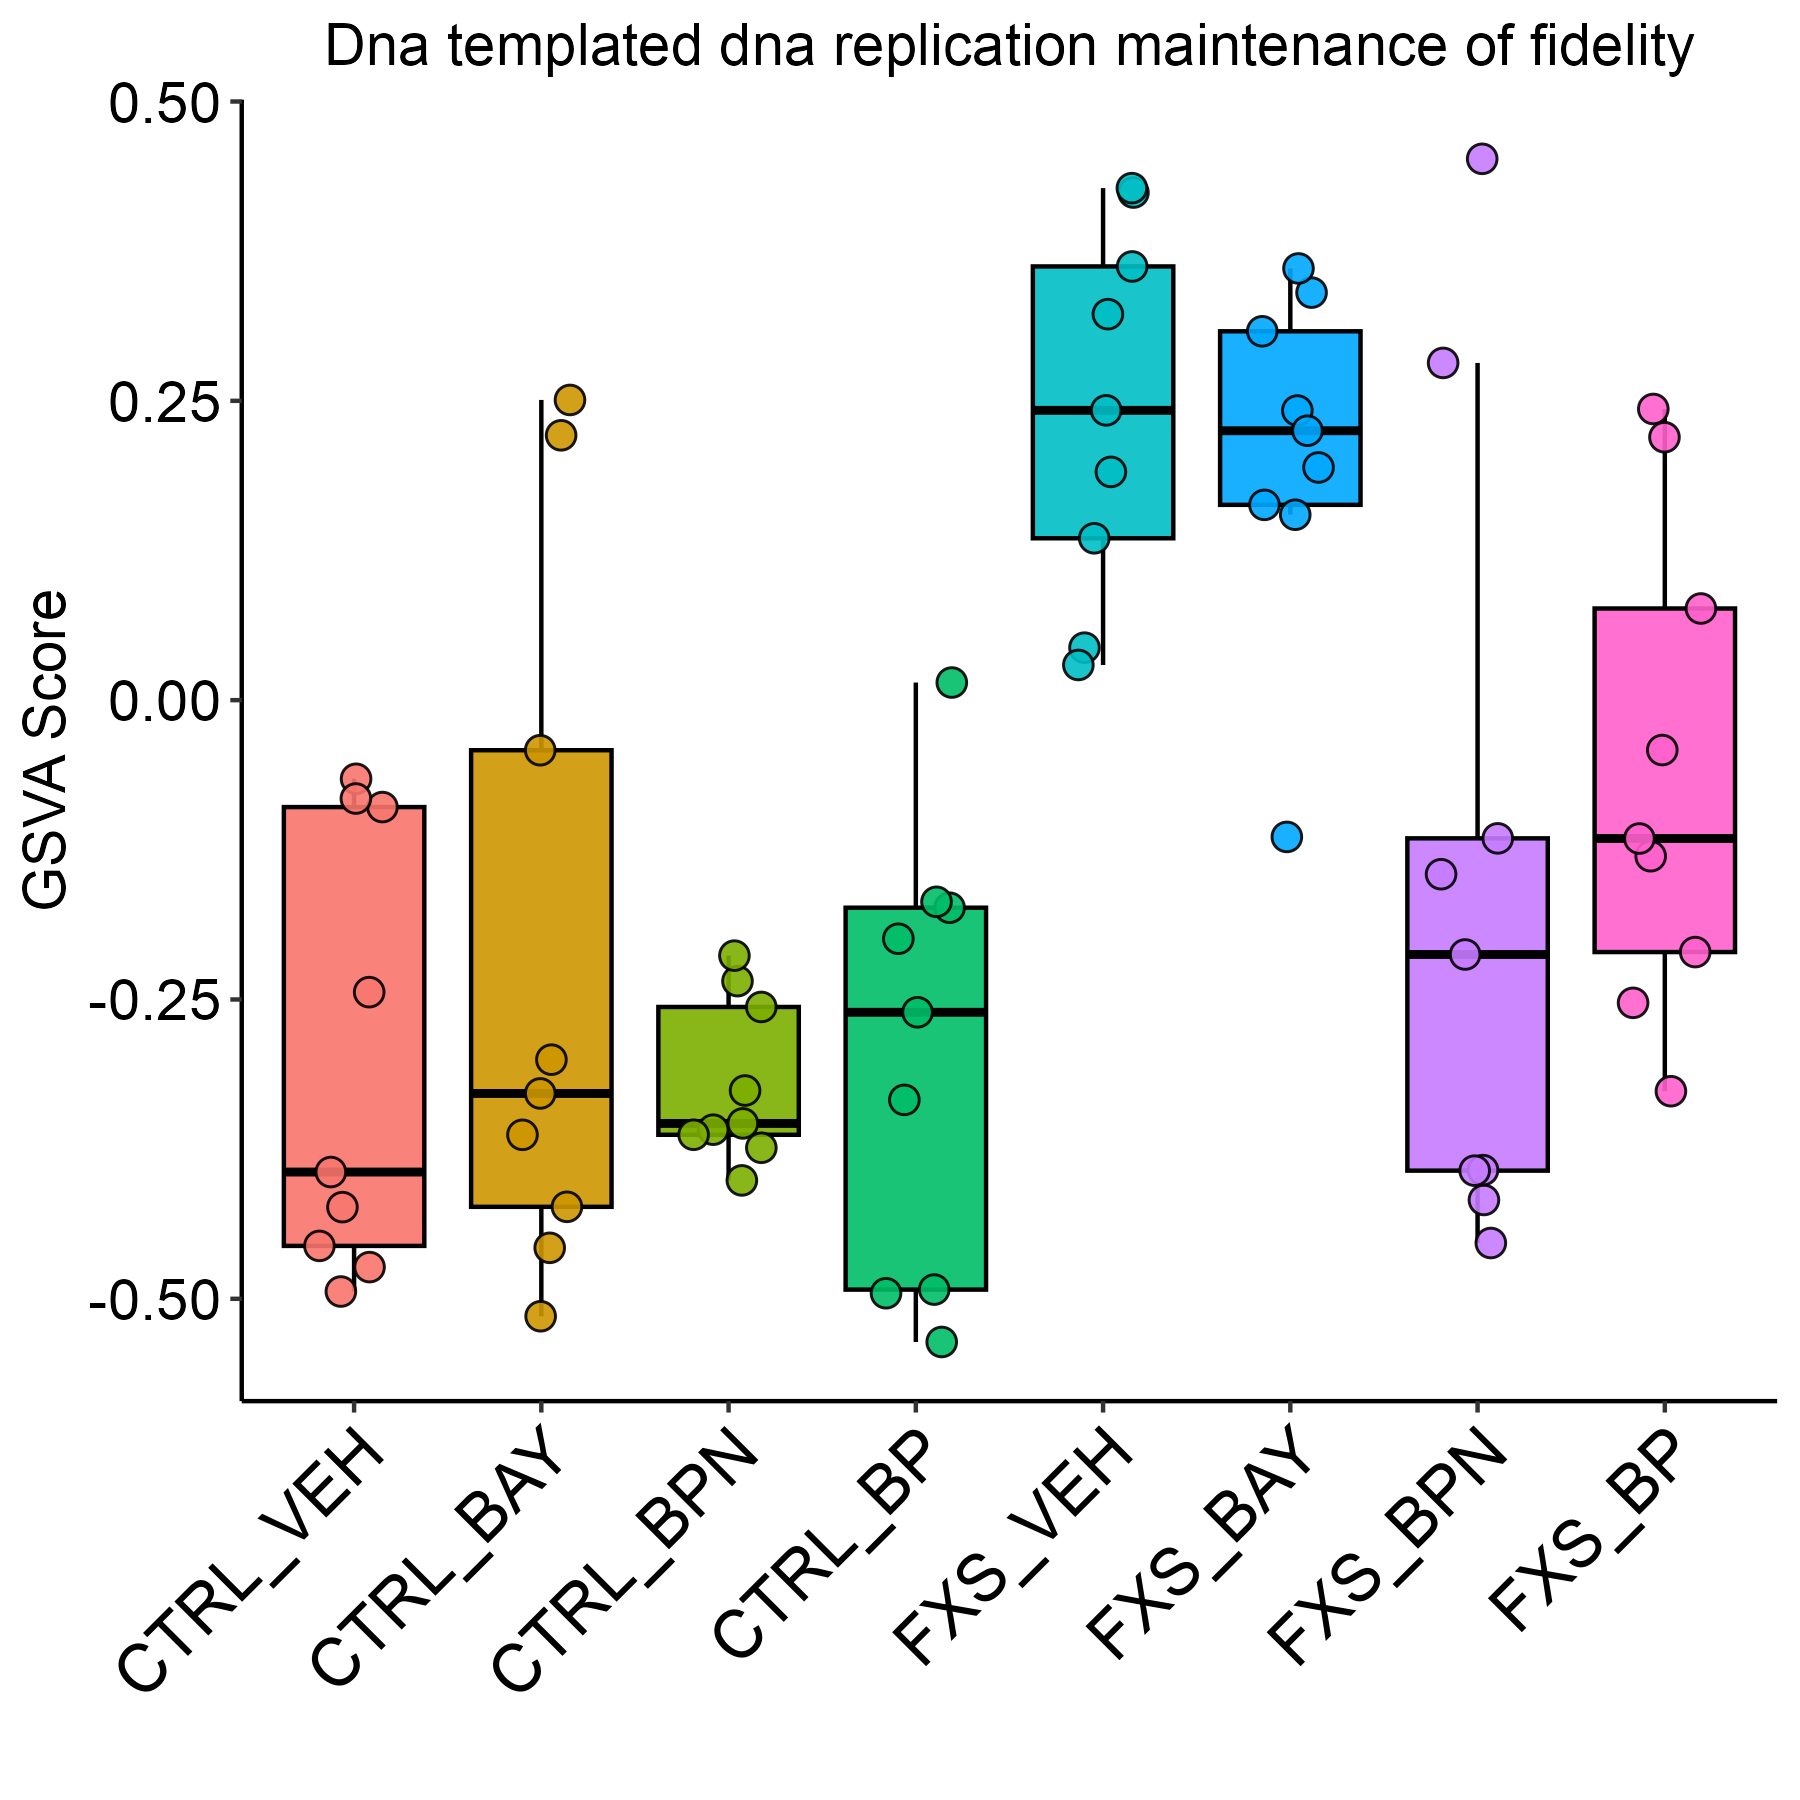 Dna templated dna replication maintenance of fidelity
GSVA Score
0.50
0.25
0.00
-0.25
-0.50
CTRL_VEH
CTRL_BAY
CTRL_BPN
CTRL_BP
FXS_VEH
FXS_BAY
FXS_BPN
FXS_BP